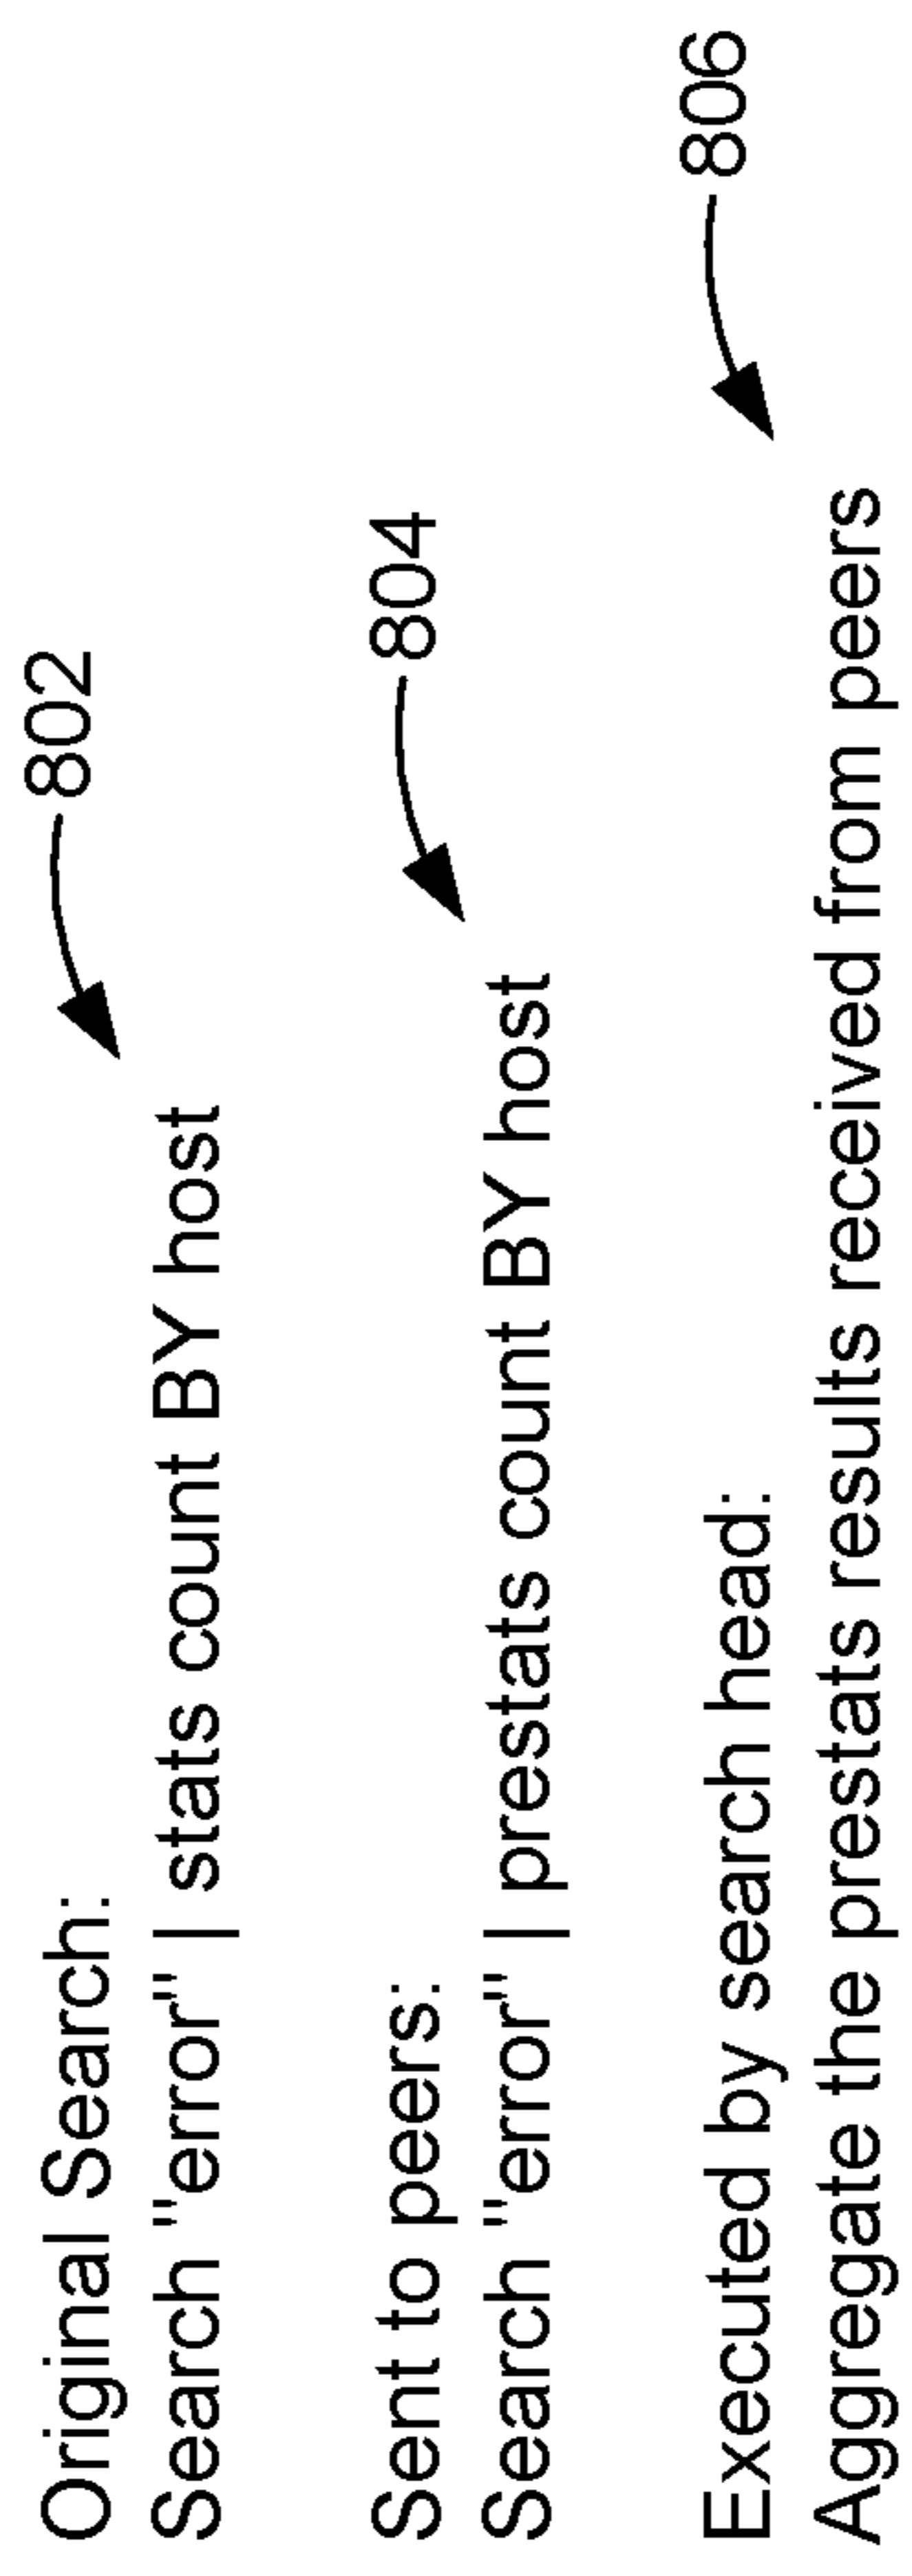 Original Search:
802
Search "error" | stats count BY host
Sent to peers:
804
Search "error" | prestats count BY host
Executed by search head:
806
Aggregate the prestats results received from peers